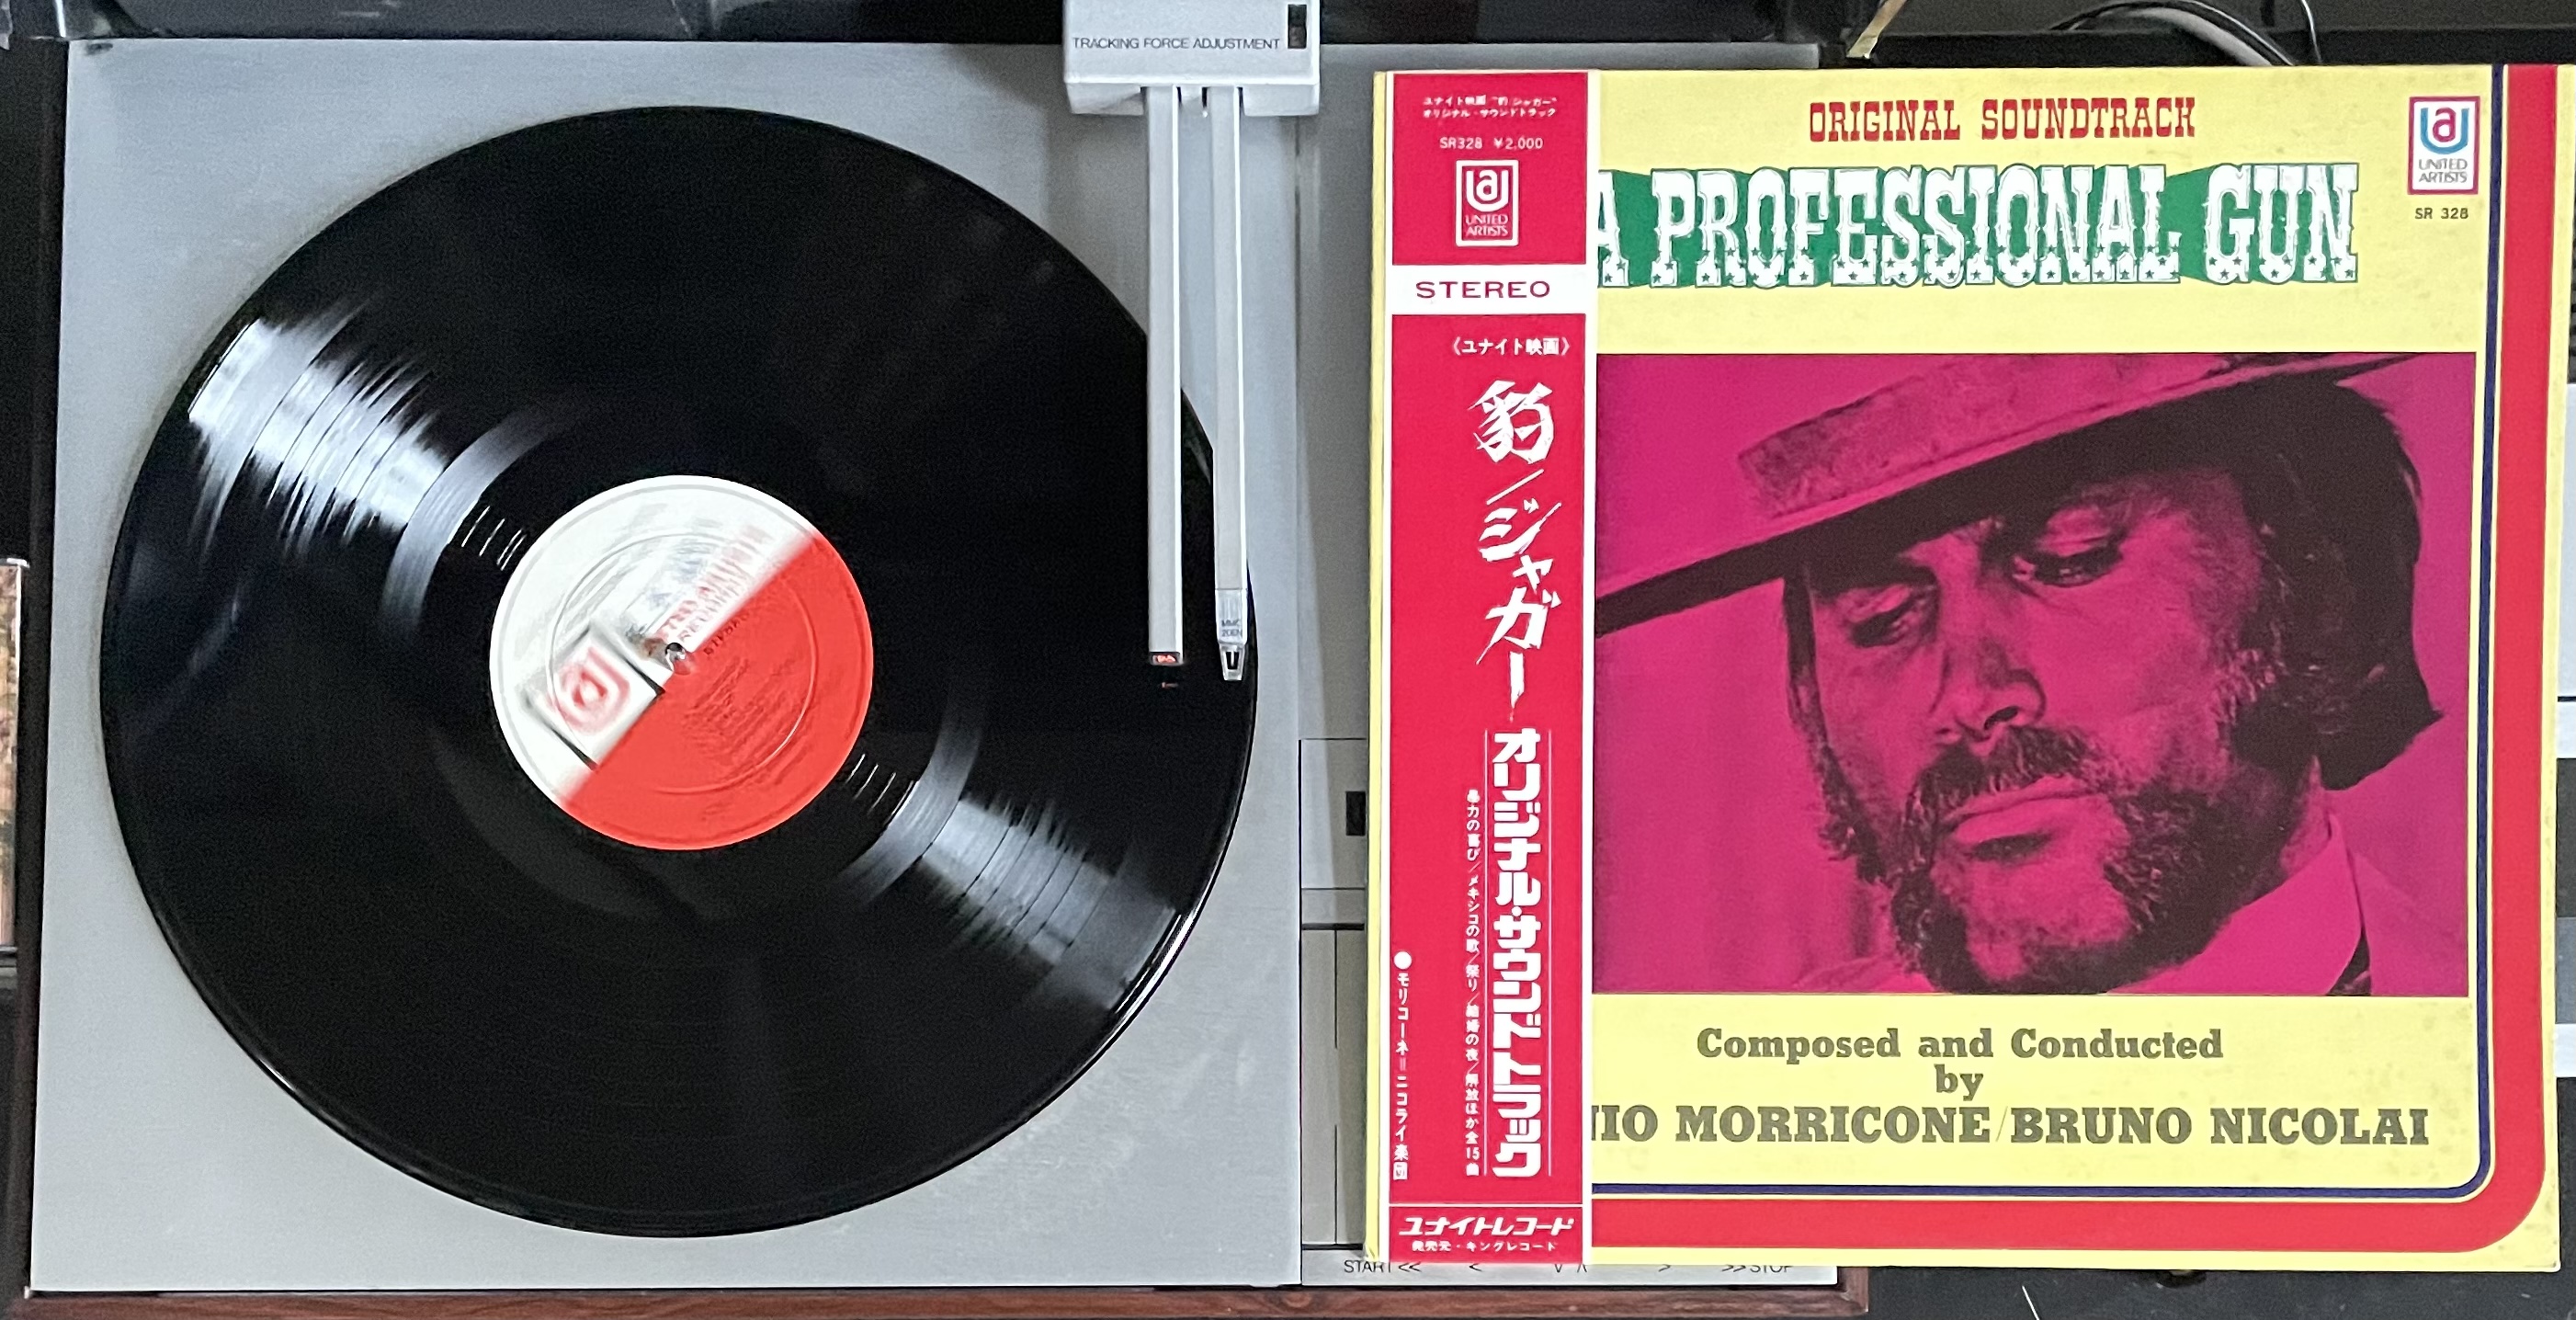 TRACKING FORCE ADJUSTMENT
MMC
20EN
START << < ∨ ∧ > >> STOP
ユナイト映画 "豹/ジャガー"
オリジナル・サウンドトラック
SR328 ¥2,000
UA
UNITED
ARTISTS
STEREO
《ユナイト映画》
豹/ジャガー
オリジナル・サウンドトラック
暴力の喜び/メキシコの歌/祭り/結婚の夜/解放ほか全15曲
●モリコーネ=ニコライ楽団
ユナイトレコード
発売元・キングレコード
ORIGINAL SOUNDTRACK
A PROFESSIONAL GUN
UA
UNITED
ARTISTS
SR 328
Composed and Conducted
by
NIO MORRICONE/BRUNO NICOLAI